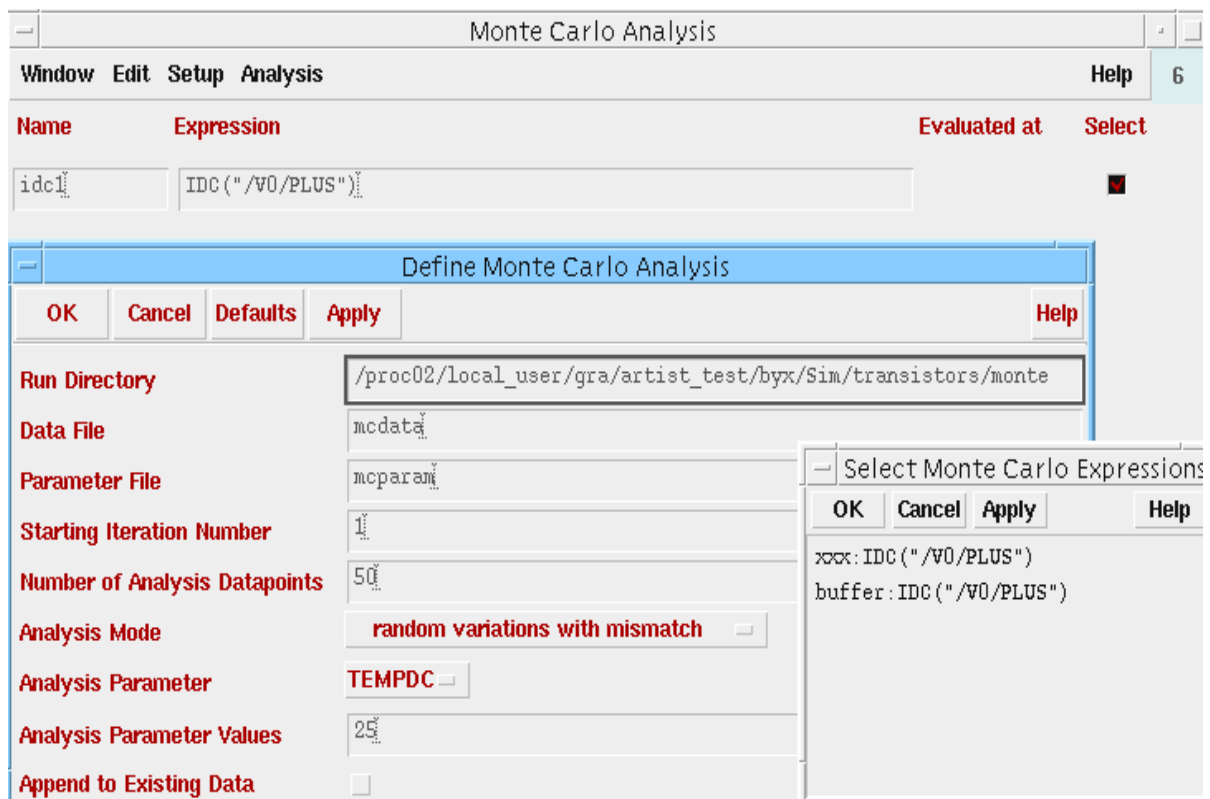 Monte Carlo Analysis
Window Edit Setup Analysis Help 6
Name Expression Evaluated at Select
idc1 IDC("/V0/PLUS")
Define Monte Carlo Analysis
OK Cancel Defaults Apply Help
Run Directory /proc02/local_user/gra/artist_test/byx/Sim/transistors/monte
Data File mcdata
Parameter File mcparam
Starting Iteration Number 1
Number of Analysis Datapoints 50
Analysis Mode random variations with mismatch
Analysis Parameter TEMPDC
Analysis Parameter Values 25
Append to Existing Data
Select Monte Carlo Expressions
OK Cancel Apply Help
xxx:IDC("/V0/PLUS")
buffer:IDC("/V0/PLUS")